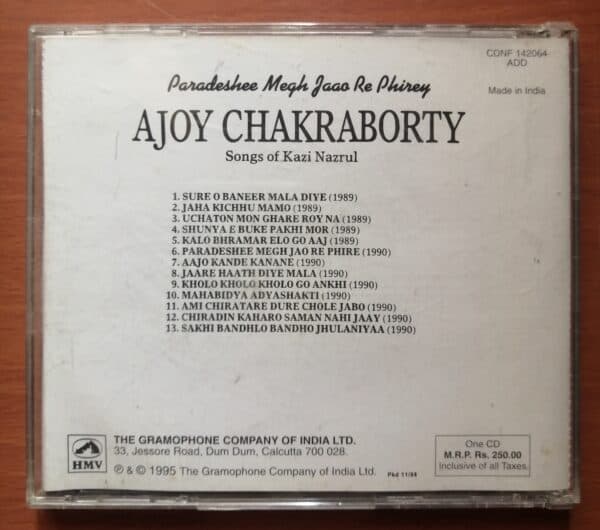 CDNF 142064
ADD
Made in India
Paradeshee Megh Jaao Re Phirey
AJOY CHAKRABORTY
Songs of Kazi Nazrul
1. SURE O BANEER MALA DIYE (1989)
2. JAHA KICHHU MAMO (1989)
3. UCHATON MON GHARE ROY NA (1989)
4. SHUNYA E BUKE PAKHI MOR (1989)
5. KALO BHRAMAR ELO GO AAJ (1989)
6. PARADESHEE MEGH JAO RE PHIRE (1990)
7. AAJO KANDE KANANE (1990)
8. JAARE HAATH DIYE MALA (1990)
9. KHOLO KHOLO KHOLO GO ANKHI (1990)
10. MAHABIDYA ADYASHAKTI (1990)
11. AMI CHIRATARE DURE CHOLE JABO (1990)
12. CHIRADIN KAHARO SAMAN NAHI JAAY (1990)
13. SAKHI BANDHLO BANDHO JHULANIYAA (1990)
HMV
THE GRAMOPHONE COMPANY OF INDIA LTD.
33, Jessore Road, Dum Dum, Calcutta 700 028.
℗ & © 1995 The Gramophone Company of India Ltd.
Pkd 11/94
One CD
M.R.P. Rs. 250.00
Inclusive of all Taxes.